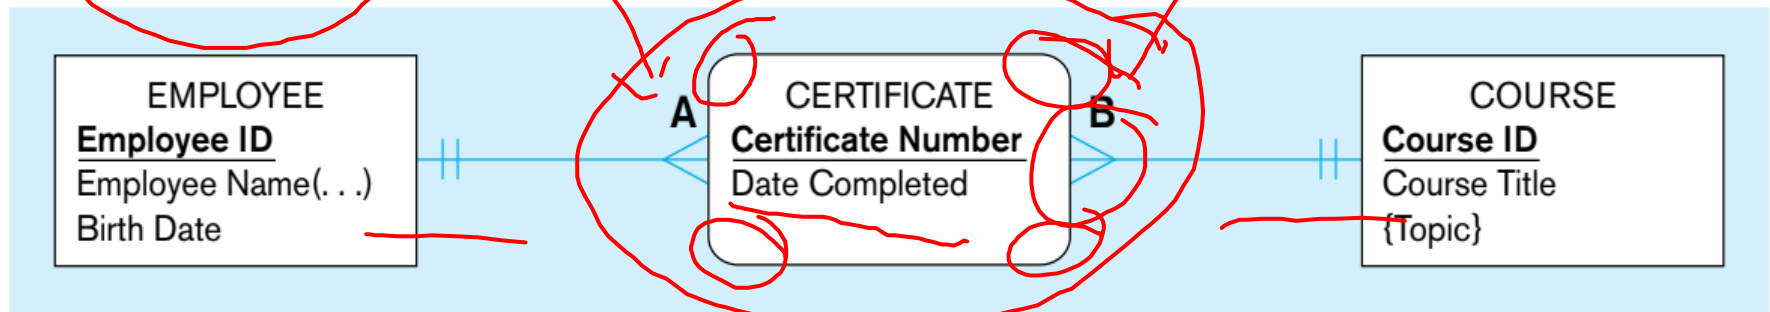 EMPLOYEE
Employee ID
Employee Name(. . .)
Birth Date
A
CERTIFICATE
Certificate Number
Date Completed
B
COURSE
Course ID
Course Title
{Topic}